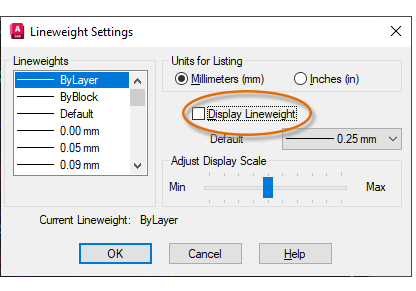 Lineweight Settings
Lineweights
ByLayer
ByBlock
Default
0.00 mm
0.05 mm
0.09 mm
Units for Listing
Millimeters (mm)
Inches (in)
Display Lineweight
Default
0.25 mm
Adjust Display Scale
Min
Max
Current Lineweight: ByLayer
OK
Cancel
Help